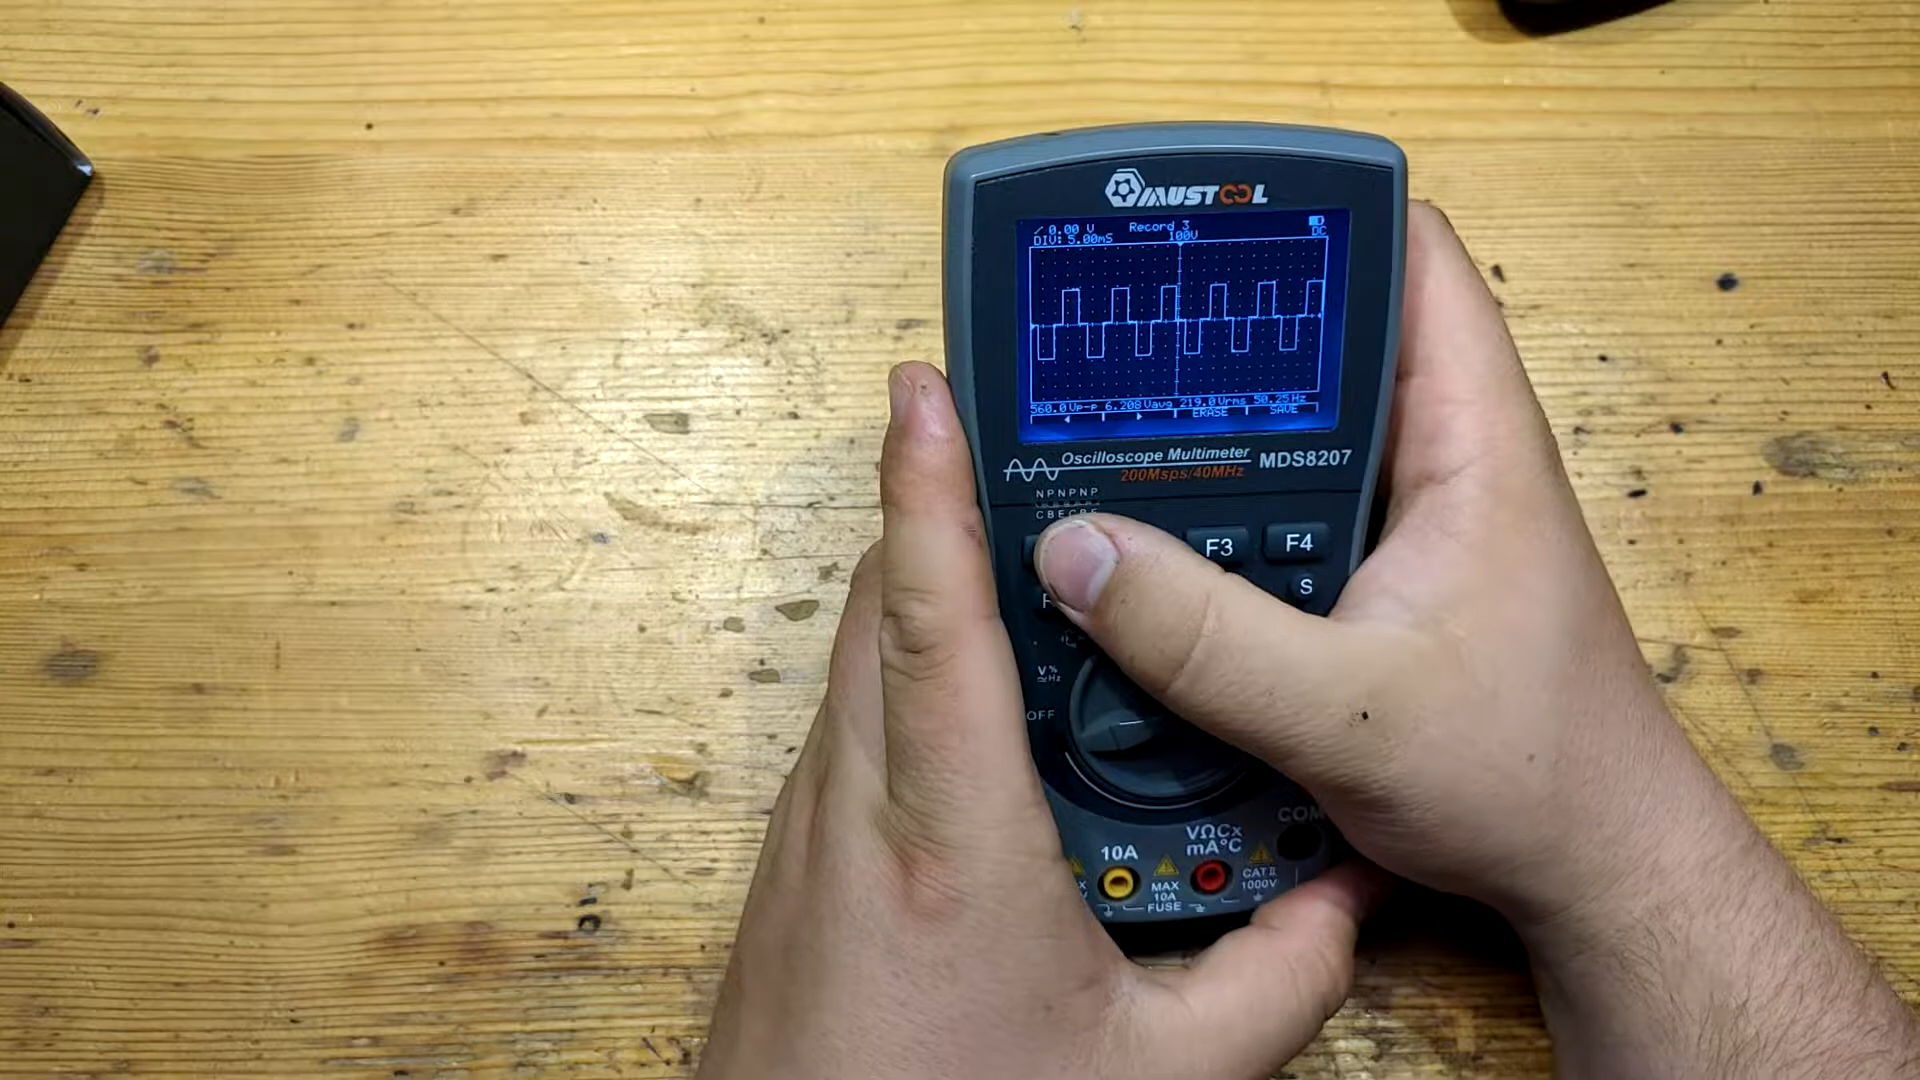 MUSTOOL
0.00 V Record 3
DIV: 5.00mS 100V DC
560.0Vp-p 6.208Vavg 219.0Vrms 50.25Hz
ERASE SAVE
Oscilloscope Multimeter MDS8207
200Msps/40MHz
NPNPNP
CBECBE
F3 F4
S
V%
Hz
OFF
COM
VΩCx
mA°C
10A
MAX
10A
FUSE
CAT II
1000V